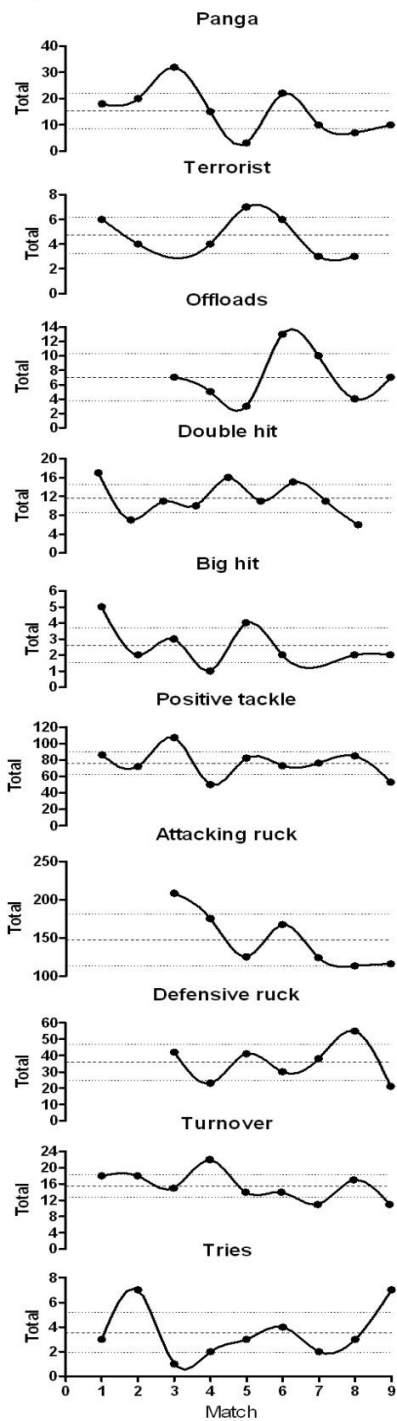 Panga
Total
40
30
20
10
0
Terrorist
Total
8
6
4
2
0
Offloads
Total
14
12
10
8
6
4
2
0
Double hit
Total
20
16
12
8
4
0
Big hit
Total
6
5
4
3
2
1
0
Positive tackle
Total
120
100
80
60
40
20
0
Attacking ruck
Total
250
200
150
100
Defensive ruck
Total
60
50
40
30
20
10
0
Turnover
Total
24
20
16
12
8
4
0
Tries
Total
8
6
4
2
0
0 1 2 3 4 5 6 7 8 9
Match